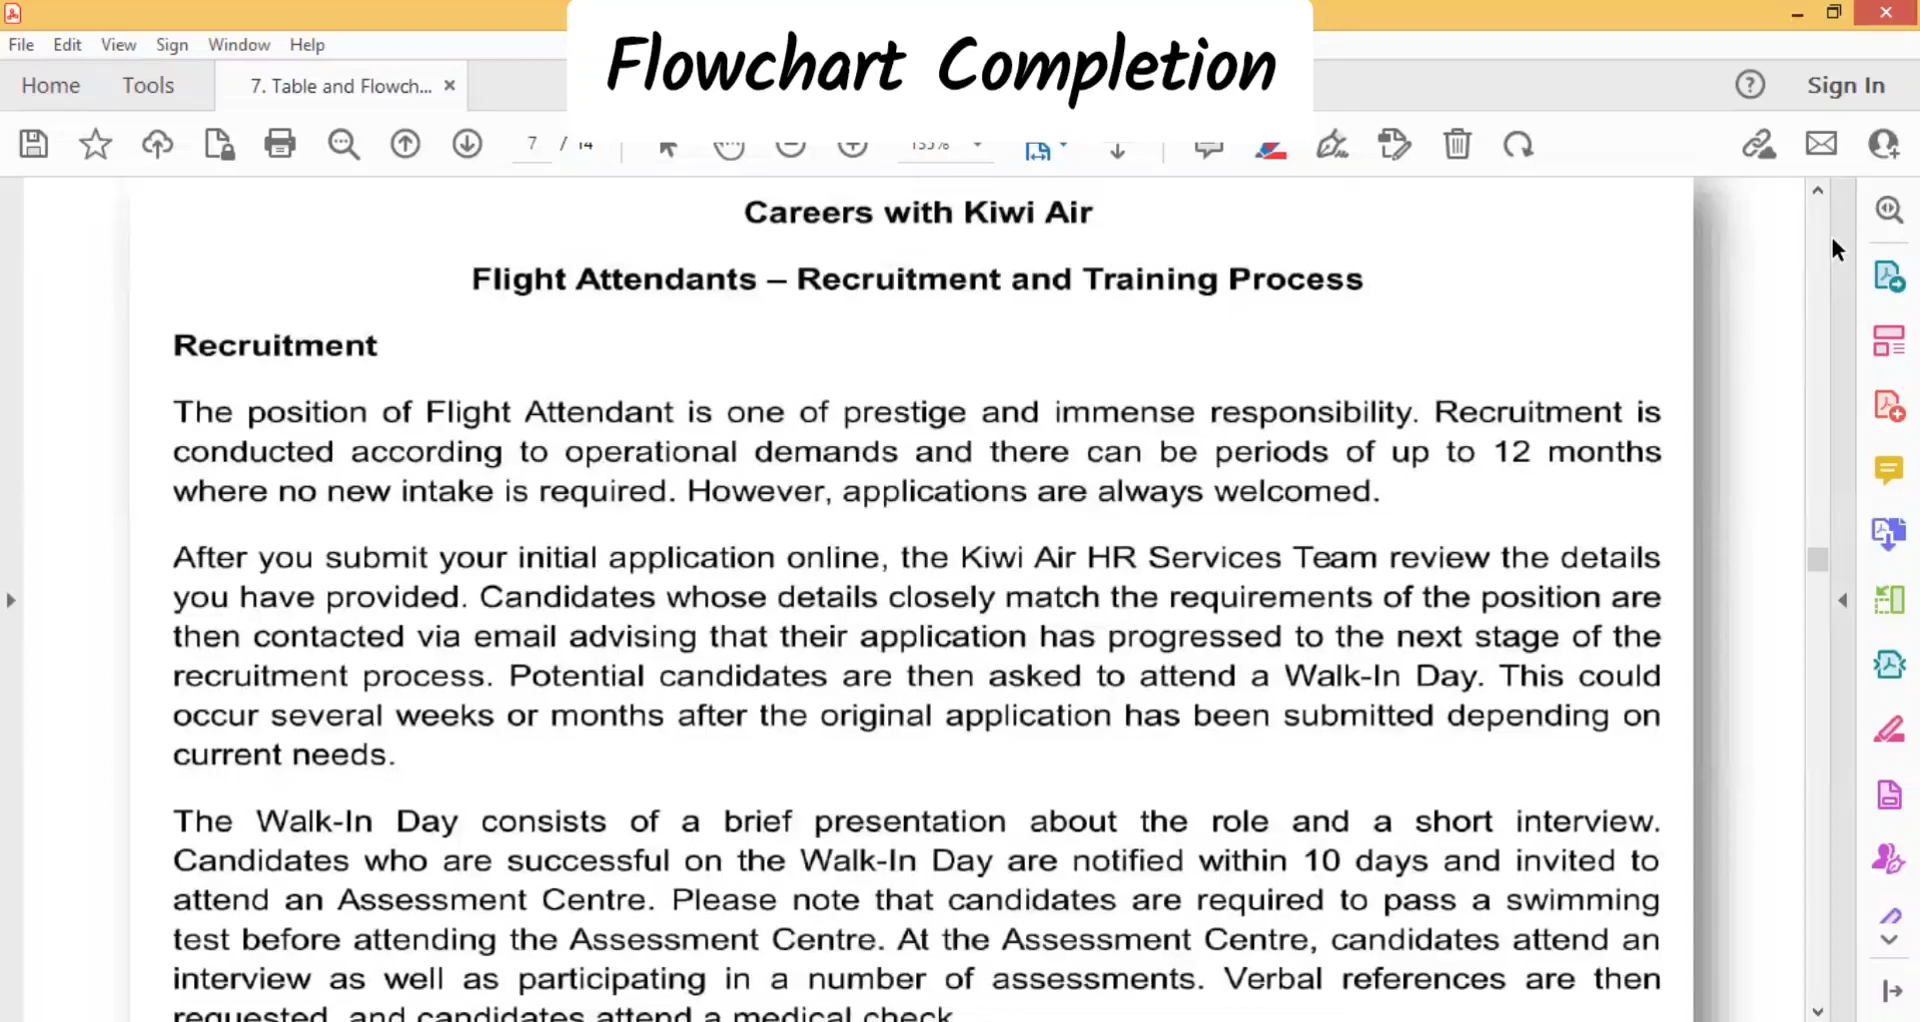 Flowchart Completion
File Edit View Sign Window Help
Home Tools 7. Table and Flowch... × Sign In
7 / 14 135%
Careers with Kiwi Air
Flight Attendants – Recruitment and Training Process
Recruitment
The position of Flight Attendant is one of prestige and immense responsibility. Recruitment is
conducted according to operational demands and there can be periods of up to 12 months
where no new intake is required. However, applications are always welcomed.
After you submit your initial application online, the Kiwi Air HR Services Team review the details
you have provided. Candidates whose details closely match the requirements of the position are
then contacted via email advising that their application has progressed to the next stage of the
recruitment process. Potential candidates are then asked to attend a Walk-In Day. This could
occur several weeks or months after the original application has been submitted depending on
current needs.
The Walk-In Day consists of a brief presentation about the role and a short interview.
Candidates who are successful on the Walk-In Day are notified within 10 days and invited to
attend an Assessment Centre. Please note that candidates are required to pass a swimming
test before attending the Assessment Centre. At the Assessment Centre, candidates attend an
interview as well as participating in a number of assessments. Verbal references are then
requested, and candidates attend a medical check.